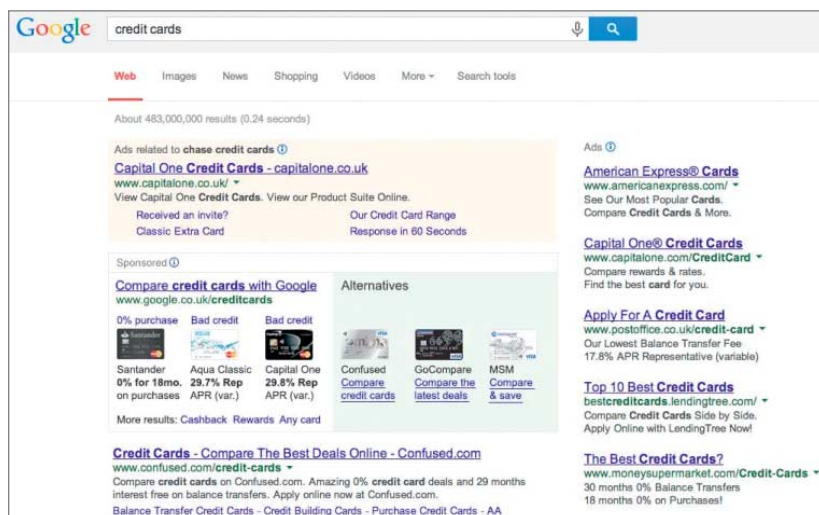 Google
credit cards
Web Images News Shopping Videos More Search tools
About 483,000,000 results (0.24 seconds)
Ads related to chase credit cards
Capital One Credit Cards - capitalone.co.uk
www.capitalone.co.uk/
View Capital One Credit Cards. View our Product Suite Online.
Received an invite? Our Credit Card Range
Classic Extra Card Response in 60 Seconds
Sponsored
Compare credit cards with Google
www.google.co.uk/creditcards
0% purchase Bad credit Bad credit
Santander Aqua Classic Capital One
0% for 18mo. 29.7% Rep 29.8% Rep
on purchases APR (var.) APR (var.)
More results: Cashback Rewards Any card
Alternatives
Confused GoCompare MSM
Compare Compare the Compare
credit cards latest deals & save
Credit Cards - Compare The Best Deals Online - Confused.com
www.confused.com/credit-cards
Compare credit cards on Confused.com. Amazing 0% credit card deals and 29 months
interest free on balance transfers. Apply online now at Confused.com.
Balance Transfer Credit Cards - Credit Building Cards - Purchase Credit Cards - AA
Ads
American Express® Cards
www.americanexpress.com/
See Our Most Popular Cards.
Compare Credit Cards & More.
Capital One® Credit Cards
www.capitalone.com/CreditCard
Compare rewards & rates.
Find the best card for you.
Apply For A Credit Card
www.postoffice.co.uk/credit-card
Our Lowest Balance Transfer Fee
17.8% APR Representative (variable)
Top 10 Best Credit Cards
bestcreditcards.lendingtree.com/
Compare Credit Cards Side by Side.
Apply Online with LendingTree Now!
The Best Credit Cards?
www.moneysupermarket.com/Credit-Cards
30 months 0% Balance Transfers
18 months 0% on Purchases!